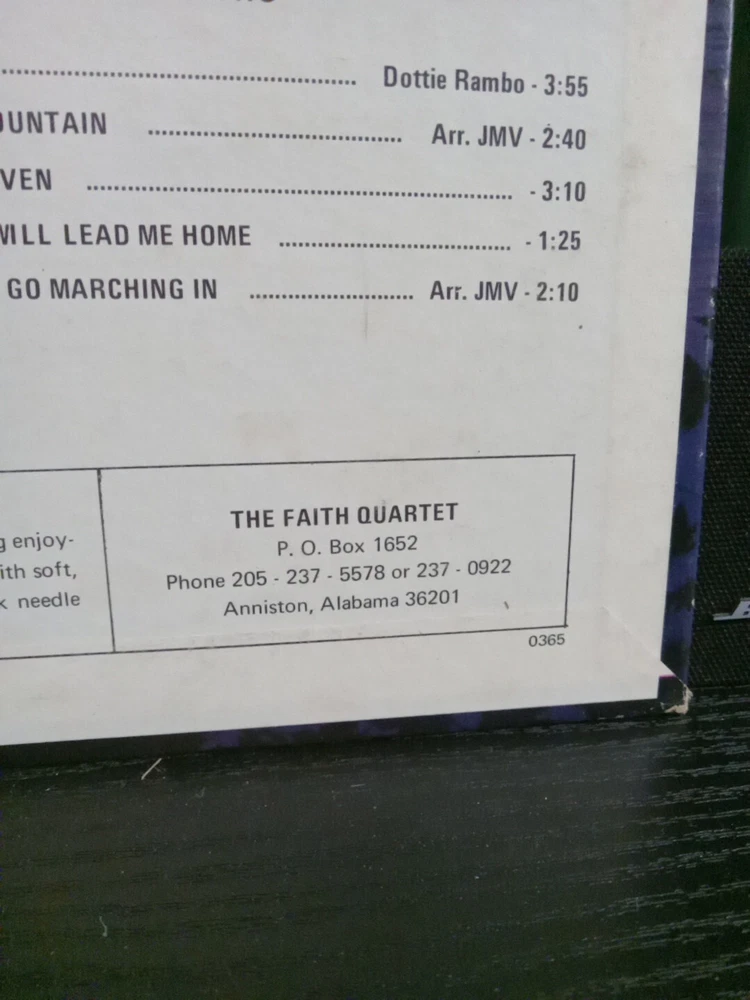 .................................................. Dottie Rambo - 3:55
OUNTAIN .................................... Arr. JMV - 2:40
VEN ............................................................ - 3:10
WILL LEAD ME HOME ................................. - 1:25
GO MARCHING IN ....................... Arr. JMV - 2:10
g enjoy-
ith soft,
k needle
THE FAITH QUARTET
P. O. Box 1652
Phone 205 - 237 - 5578 or 237 - 0922
Anniston, Alabama 36201
0365